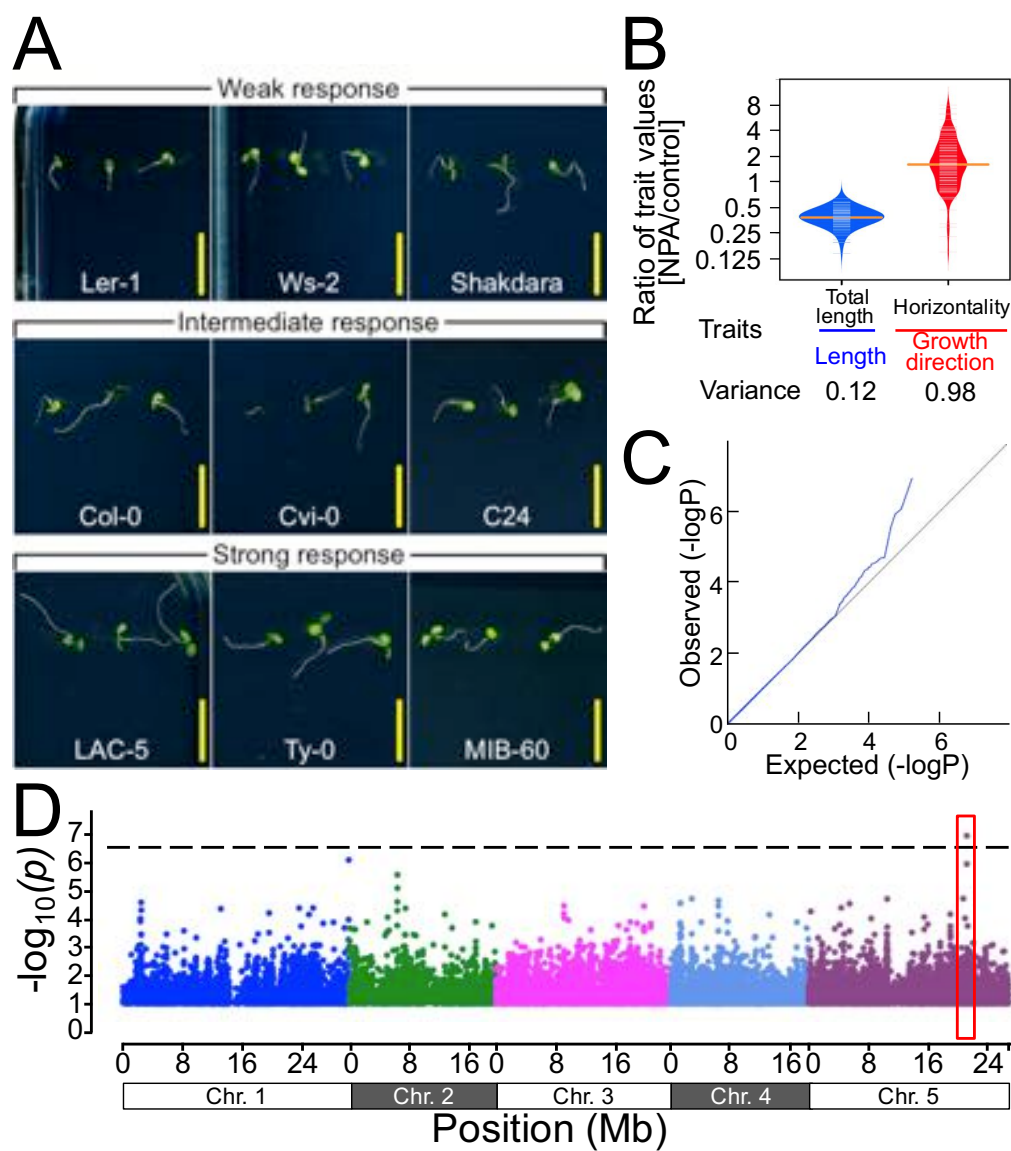 A
Weak response
Ler-1
Ws-2
Shakdara
Intermediate response
Col-0
Cvi-0
C24
Strong response
LAC-5
Ty-0
MIB-60
B
Ratio of trait values
[NPA/control]
8
4
2
1
0.5
0.25
0.125
Traits
Total
length
Horizontality
Length
Growth
direction
Variance
0.12
0.98
C
Observed (-logP)
6
4
2
0
0
2
4
6
Expected (-logP)
D
-log10(p)
7
6
5
4
3
2
1
0
0 8 16 24 0 8 16 0 8 16 0 8 16 0 8 16 24
Chr. 1
Chr. 2
Chr. 3
Chr. 4
Chr. 5
Position (Mb)